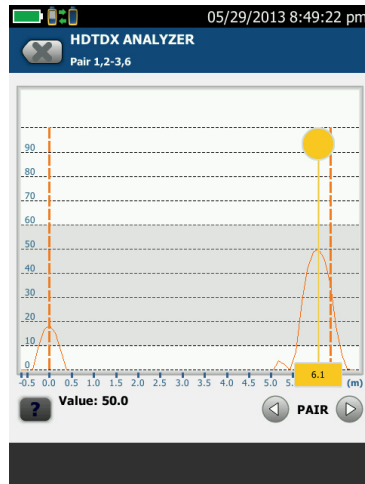 05/29/2013 8:49:22 pm
HDTDX ANALYZER
Pair 1,2-3,6
90
80
70
60
50
40
30
20
10
0
-0.5 0.0 0.5 1.0 1.5 2.0 2.5 3.0 3.5 4.0 4.5 5.0 5. 6.1 (m)
? Value: 50.0 PAIR